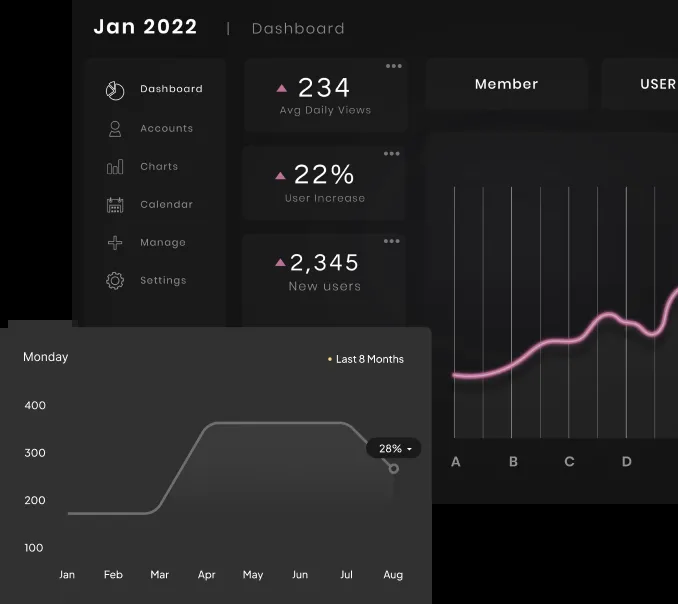 Jan 2022 | Dashboard
Dashboard
Accounts
Charts
Calendar
Manage
Settings
234
Avg Daily Views
22%
User Increase
2,345
New users
Member
USER
A B C D
Monday
Last 8 Months
400
300
200
100
28%
Jan Feb Mar Apr May Jun Jul Aug